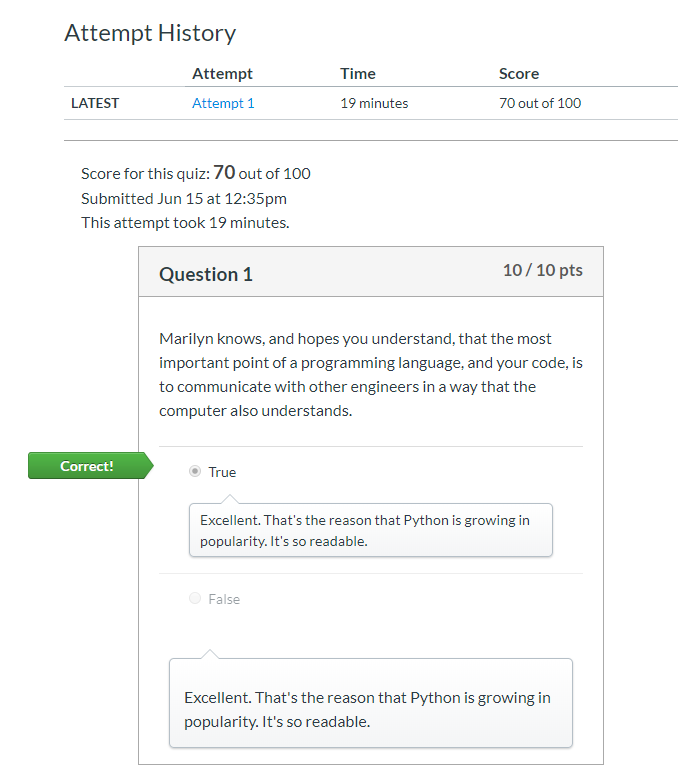 Attempt History
Attempt Time Score
LATEST Attempt 1 19 minutes 70 out of 100
Score for this quiz: 70 out of 100
Submitted Jun 15 at 12:35pm
This attempt took 19 minutes.
Question 1 10 / 10 pts
Marilyn knows, and hopes you understand, that the most
important point of a programming language, and your code, is
to communicate with other engineers in a way that the
computer also understands.
Correct! True
Excellent. That's the reason that Python is growing in
popularity. It's so readable.
False
Excellent. That's the reason that Python is growing in
popularity. It's so readable.